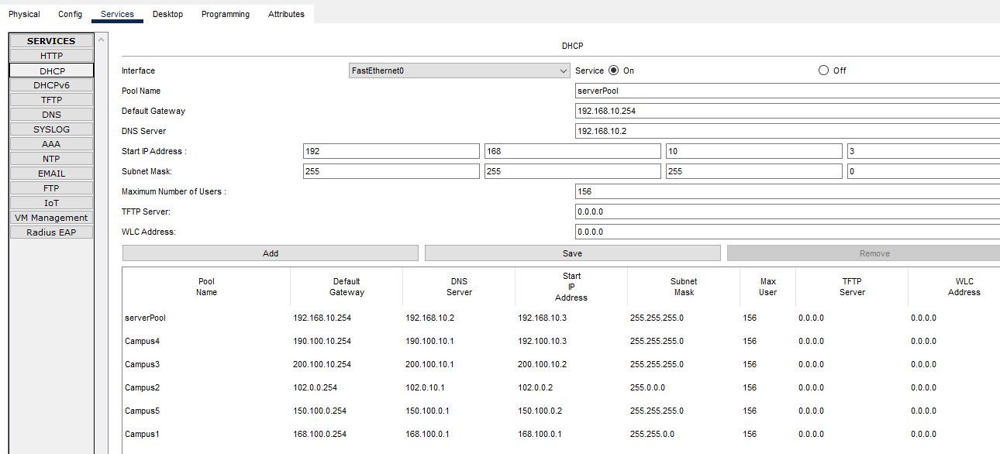 Physical Config Services Desktop Programming Attributes
SERVICES
HTTP
DHCP
DHCPv6
TFTP
DNS
SYSLOG
AAA
NTP
EMAIL
FTP
IoT
VM Management
Radius EAP
DHCP
Interface FastEthernet0 Service On Off
Pool Name serverPool
Default Gateway 192.168.10.254
DNS Server 192.168.10.2
Start IP Address : 192 168 10 3
Subnet Mask: 255 255 255 0
Maximum Number of Users : 156
TFTP Server: 0.0.0.0
WLC Address: 0.0.0.0
Add Save Remove
Pool Name Default Gateway DNS Server Start IP Address Subnet Mask Max User TFTP Server WLC Address
serverPool 192.168.10.254 192.168.10.2 192.168.10.3 255.255.255.0 156 0.0.0.0 0.0.0.0
Campus4 190.100.10.254 190.100.10.1 192.100.10.3 255.255.255.0 156 0.0.0.0 0.0.0.0
Campus3 200.100.10.254 200.100.10.1 200.100.10.2 255.255.255.0 156 0.0.0.0 0.0.0.0
Campus2 102.0.0.254 102.0.10.1 102.0.0.2 255.0.0.0 156 0.0.0.0 0.0.0.0
Campus5 150.100.0.254 150.100.0.1 150.100.0.2 255.255.255.0 156 0.0.0.0 0.0.0.0
Campus1 168.100.0.254 168.100.0.1 168.100.0.1 255.255.0.0 156 0.0.0.0 0.0.0.0